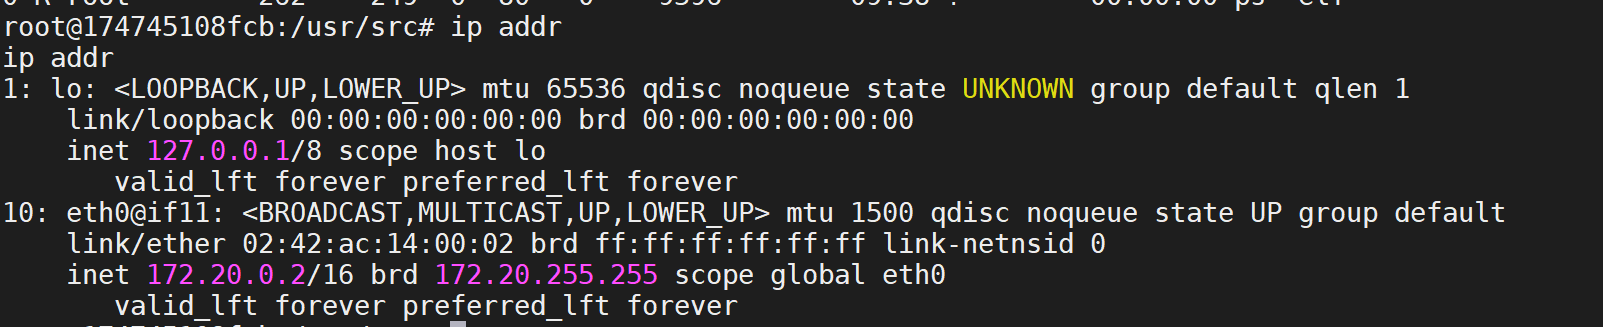 root@174745108fcb:/usr/src# ip addr
ip addr
1: lo: <LOOPBACK,UP,LOWER_UP> mtu 65536 qdisc noqueue state UNKNOWN group default qlen 1
    link/loopback 00:00:00:00:00:00 brd 00:00:00:00:00:00
    inet 127.0.0.1/8 scope host lo
       valid_lft forever preferred_lft forever
10: eth0@if11: <BROADCAST,MULTICAST,UP,LOWER_UP> mtu 1500 qdisc noqueue state UP group default
    link/ether 02:42:ac:14:00:02 brd ff:ff:ff:ff:ff:ff link-netnsid 0
    inet 172.20.0.2/16 brd 172.20.255.255 scope global eth0
       valid_lft forever preferred_lft forever